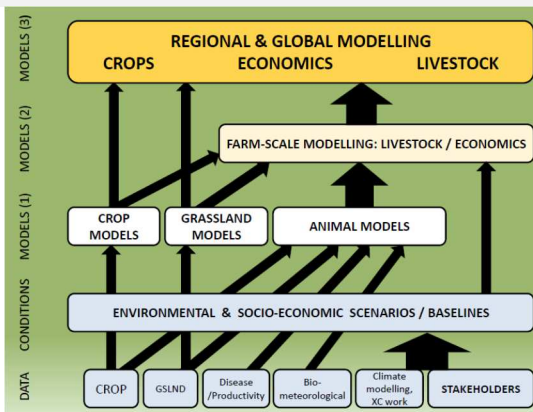 MODELS (3)
REGIONAL & GLOBAL MODELLING
CROPS ECONOMICS LIVESTOCK
MODELS (2)
FARM-SCALE MODELLING: LIVESTOCK / ECONOMICS
MODELS (1)
CROP
MODELS
GRASSLAND
MODELS
ANIMAL MODELS
CONDITIONS
ENVIRONMENTAL & SOCIO-ECONOMIC SCENARIOS / BASELINES
DATA
CROP
GSLND
Disease
/Productivity
Bio-
meteorological
Climate
modelling,
XC work
STAKEHOLDERS